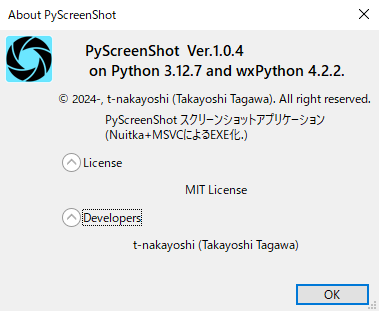 About PyScreenShot
PyScreenShot Ver.1.0.4
on Python 3.12.7 and wxPython 4.2.2.
© 2024-, t-nakayoshi (Takayoshi Tagawa). All right reserved.
PyScreenShot スクリーンショットアプリケーション
(Nuitka+MSVCによるEXE化.)
License
MIT License
Developers
t-nakayoshi (Takayoshi Tagawa)
OK